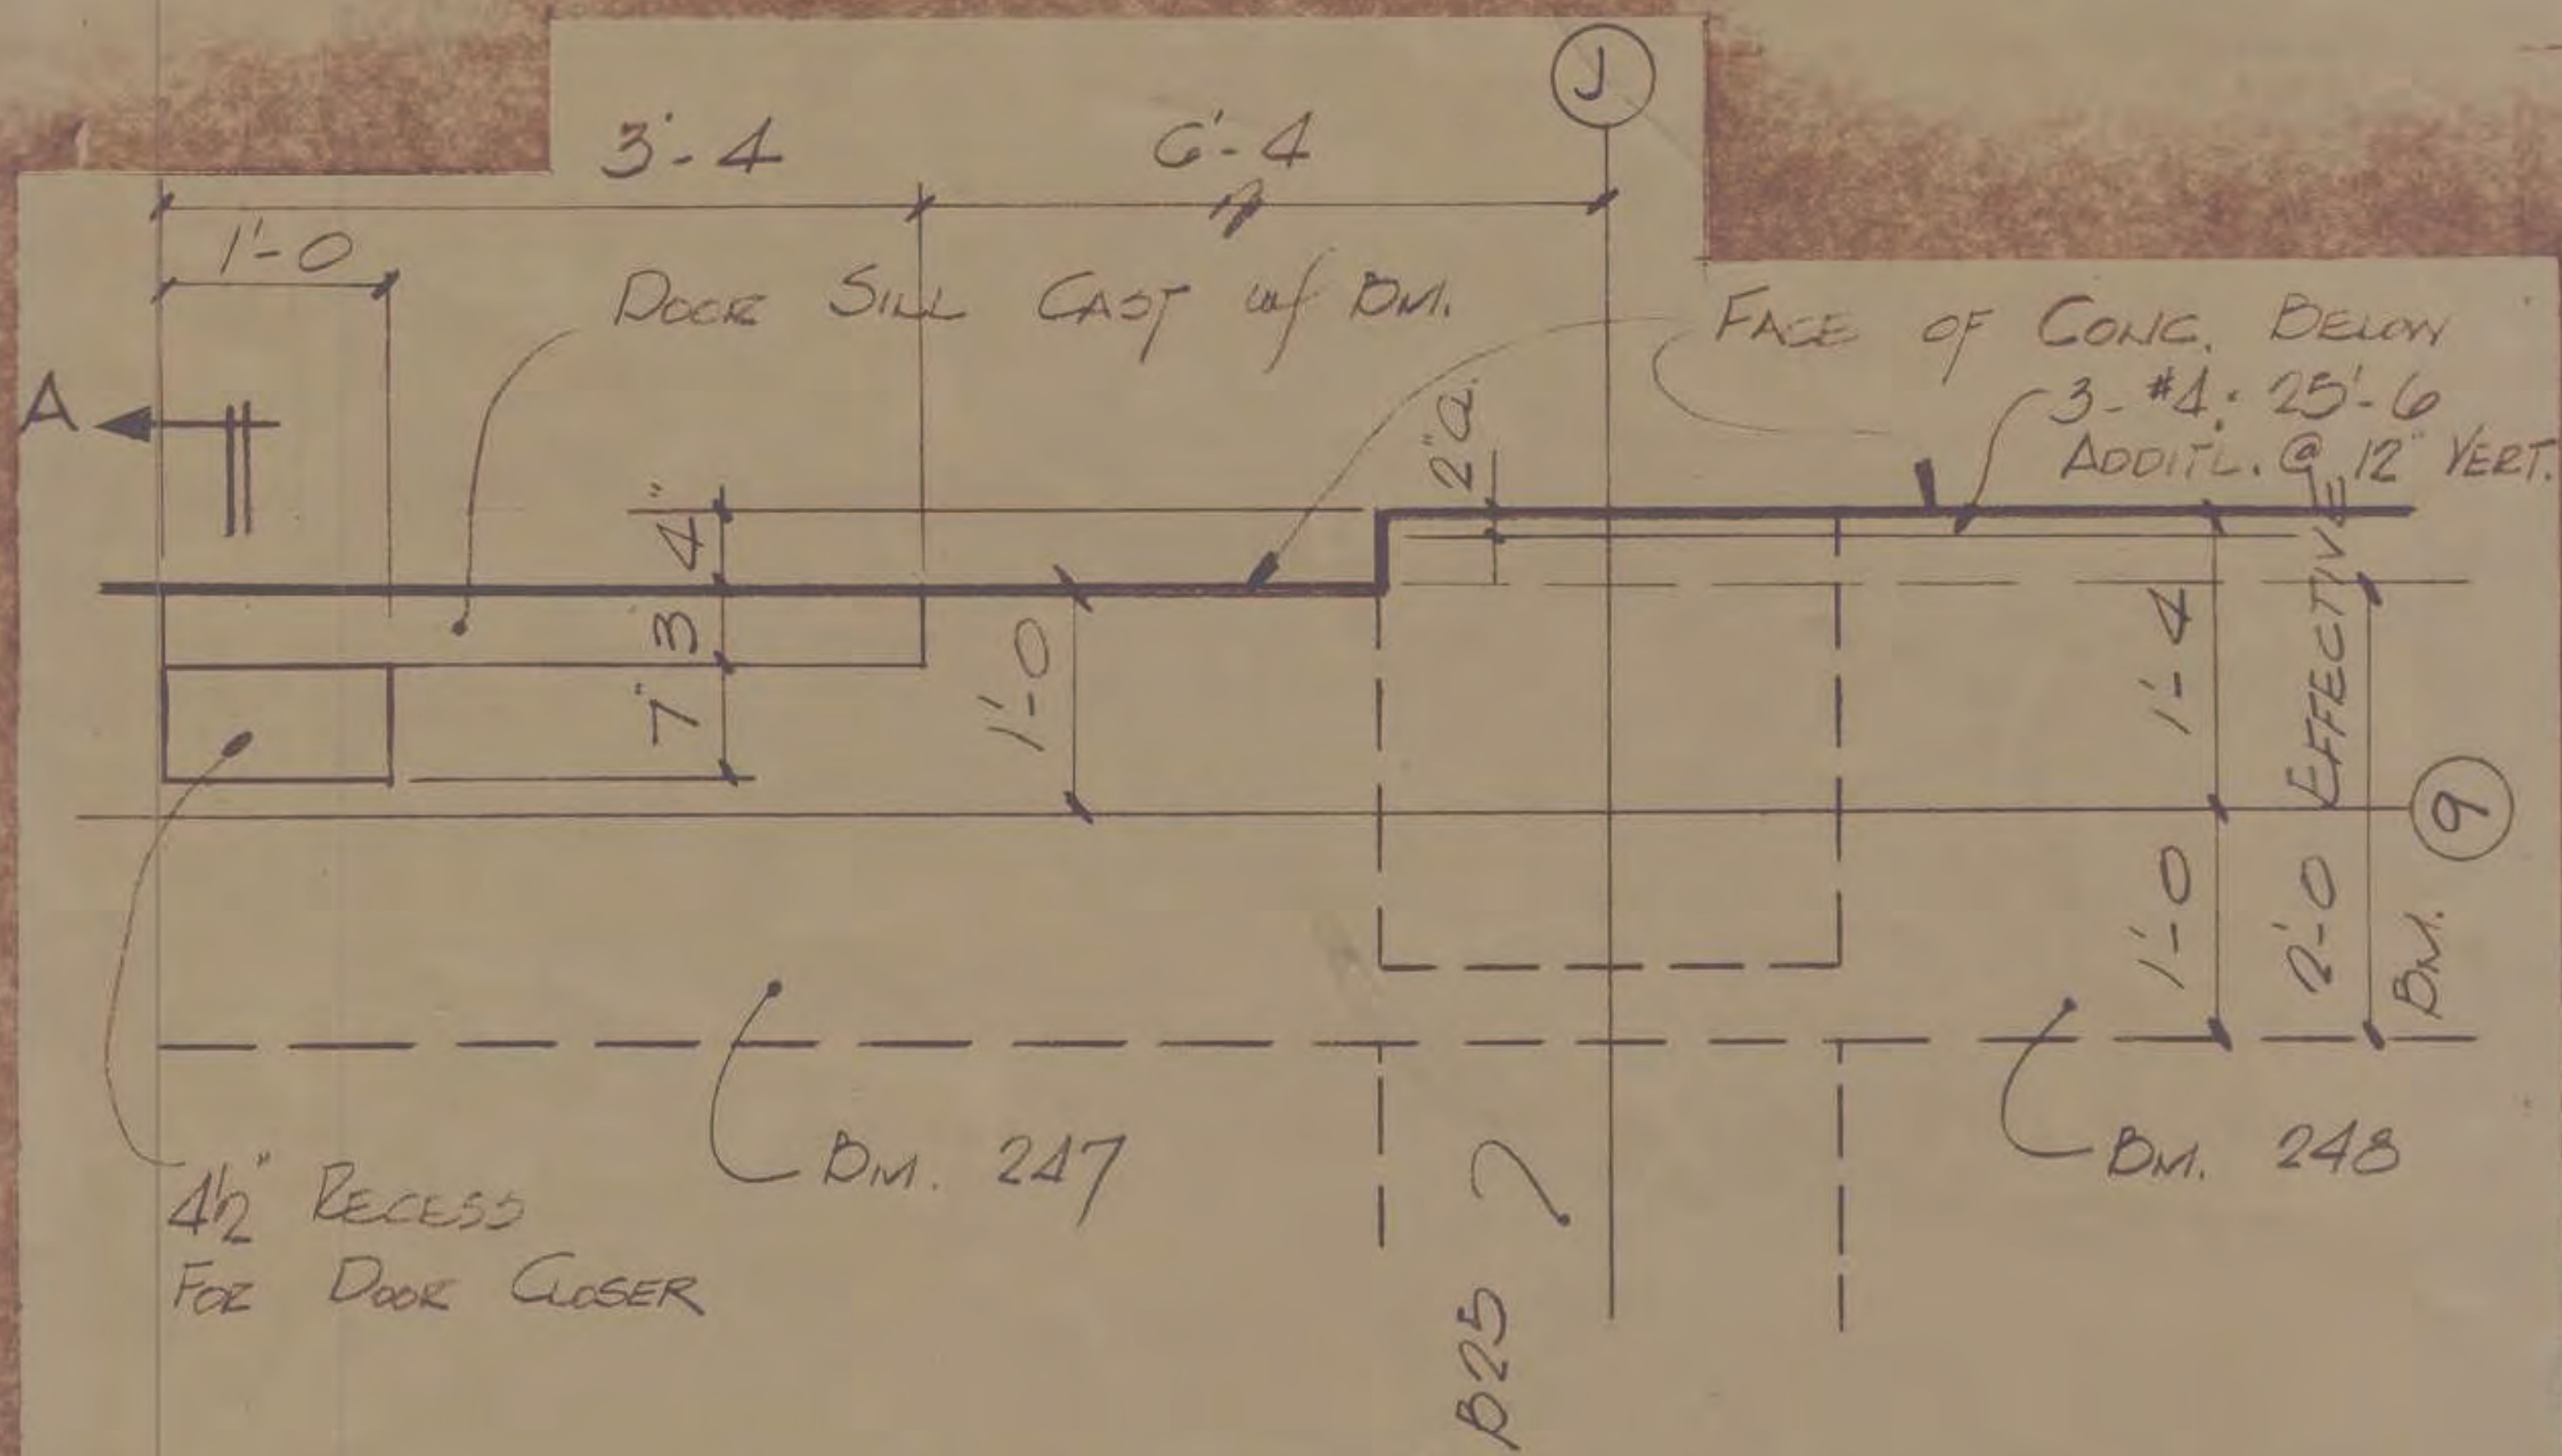 J
3'-4
6'-4
1'-0
DOOR SILL CAST w/ BM.
FACE OF CONC. BELOW
3-#4 · 25'-6
ADDIT'L. @ 12" VERT.
A
2"
4"
3
7"
1'-0
1'-4
1'-0
2'-0 EFFECTIVE
BM.
9
BM. 247
BM. 248
4½" RECESS
FOR DOOR CLOSER
B25